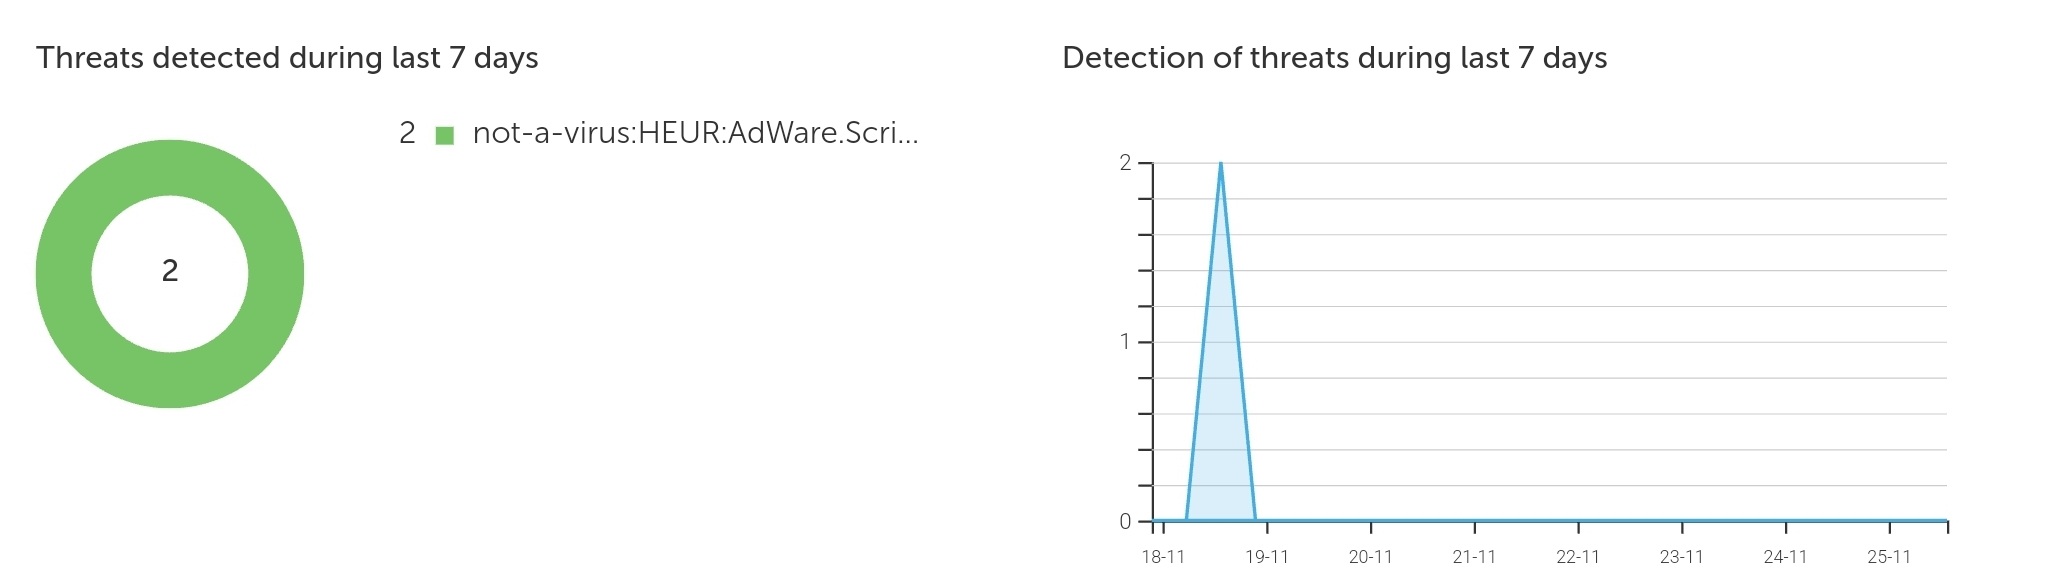 Threats detected during last 7 days
2 not-a-virus:HEUR:AdWare.Scri...
2
Detection of threats during last 7 days
2
1
0
18-11 19-11 20-11 21-11 22-11 23-11 24-11 25-11